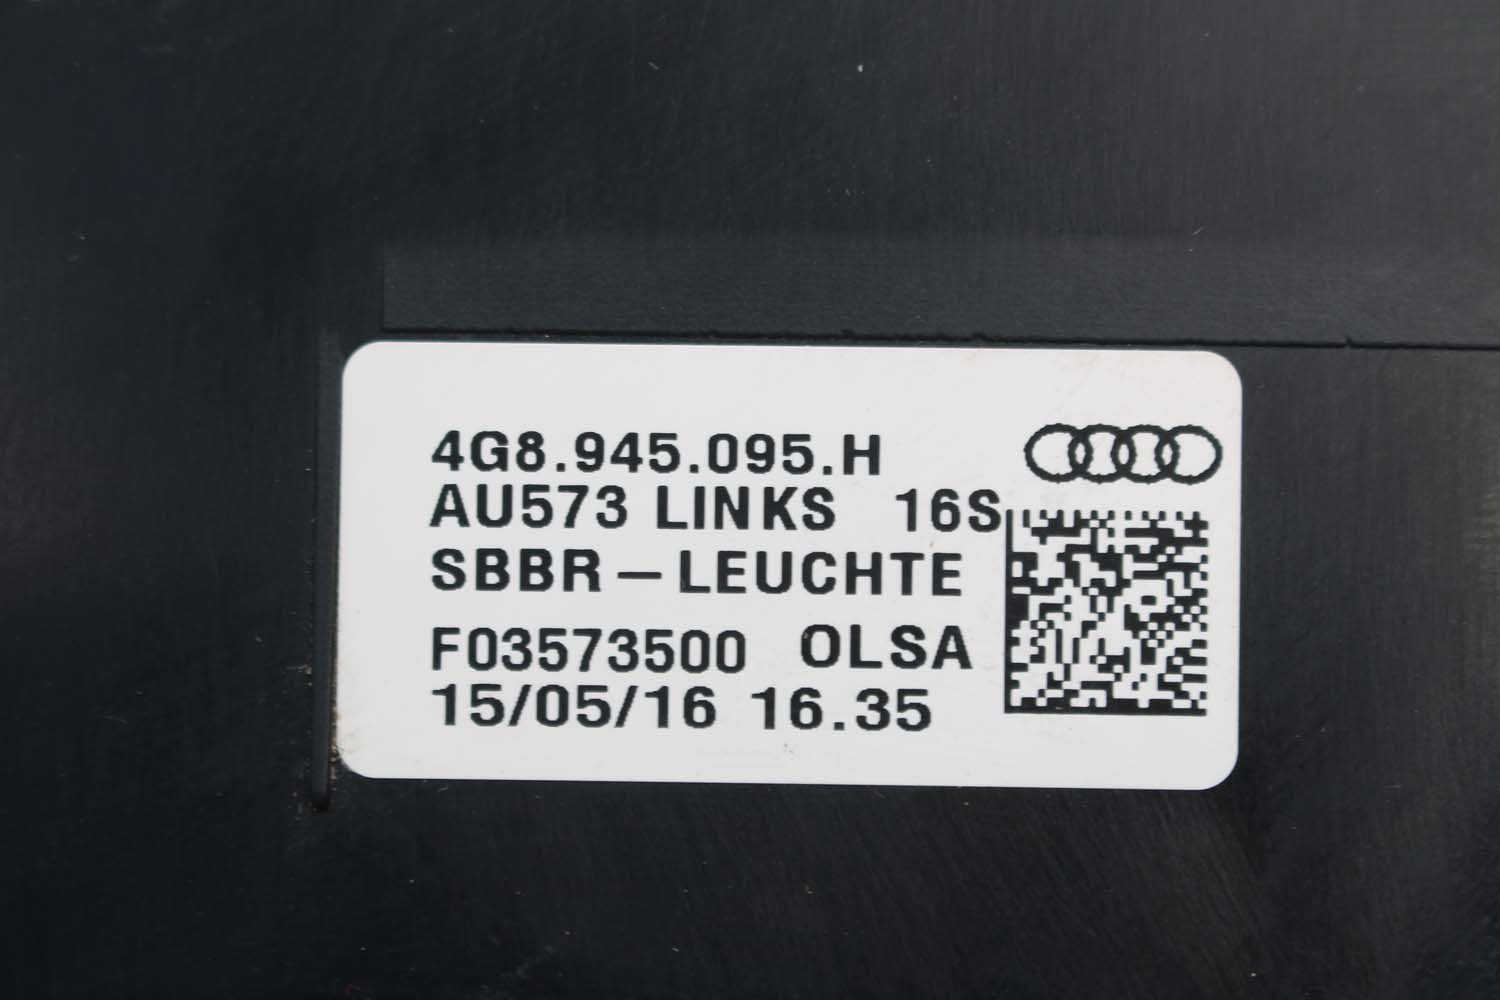 4G8.945.095.H
AU573 LINKS 16S
SBBR-LEUCHTE
F03573500 OLSA
15/05/16 16.35